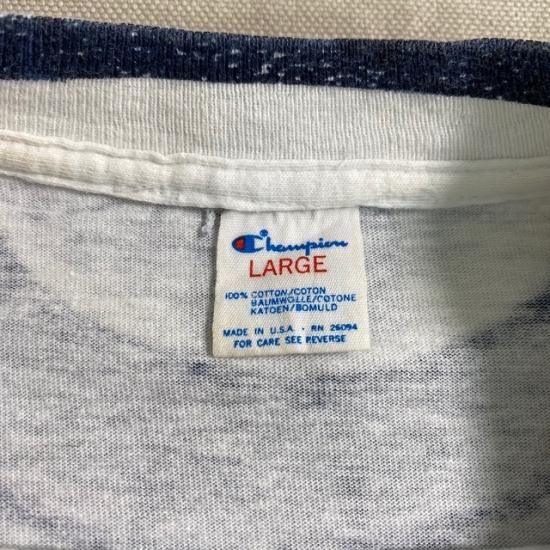 Champion
LARGE
100% COTTON/COTON
BAUMWOLLE/COTONE
KATOEN/BOMULD
MADE IN U.S.A. · RN 26094
FOR CARE SEE REVERSE